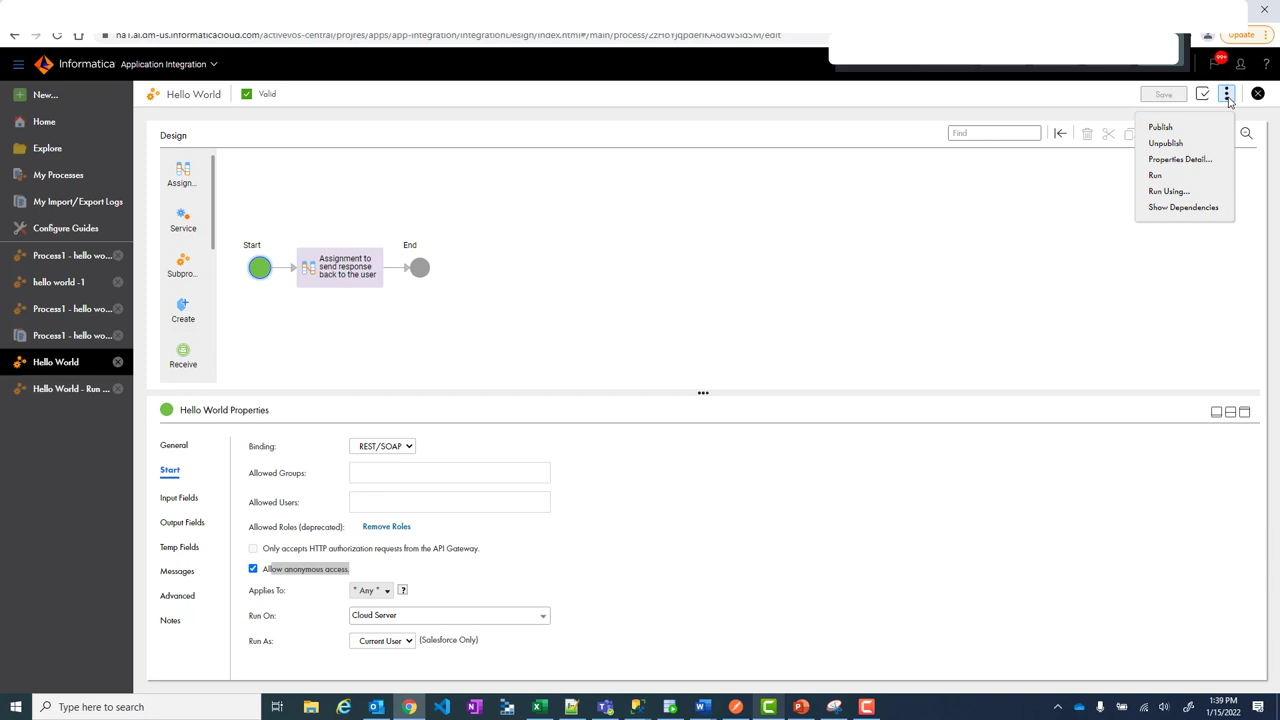 Update
Informatica Application Integration
99+
?
New...
Hello World
Valid
Save
Home
Explore
My Processes
My Import/Export Logs
Configure Guides
Process1 - hello wo...
hello world -1
Process1 - hello wo...
Process1 - hello wo...
Hello World
Hello World - Run ...
Design
Find
Publish
Unpublish
Properties Detail...
Run
Run Using...
Show Dependencies
Assign...
Service
Subpro...
Create
Receive
Start
End
Assignment to
send response
back to the user
Hello World Properties
General
Start
Input Fields
Output Fields
Temp Fields
Messages
Advanced
Notes
Binding: REST/SOAP
Allowed Groups:
Allowed Users:
Allowed Roles (deprecated): Remove Roles
Only accepts HTTP authorization requests from the API Gateway.
Allow anonymous access.
Applies To: * Any * ?
Run On: Cloud Server
Run As: Current User (Salesforce Only)
Type here to search
1:39 PM
1/15/2022